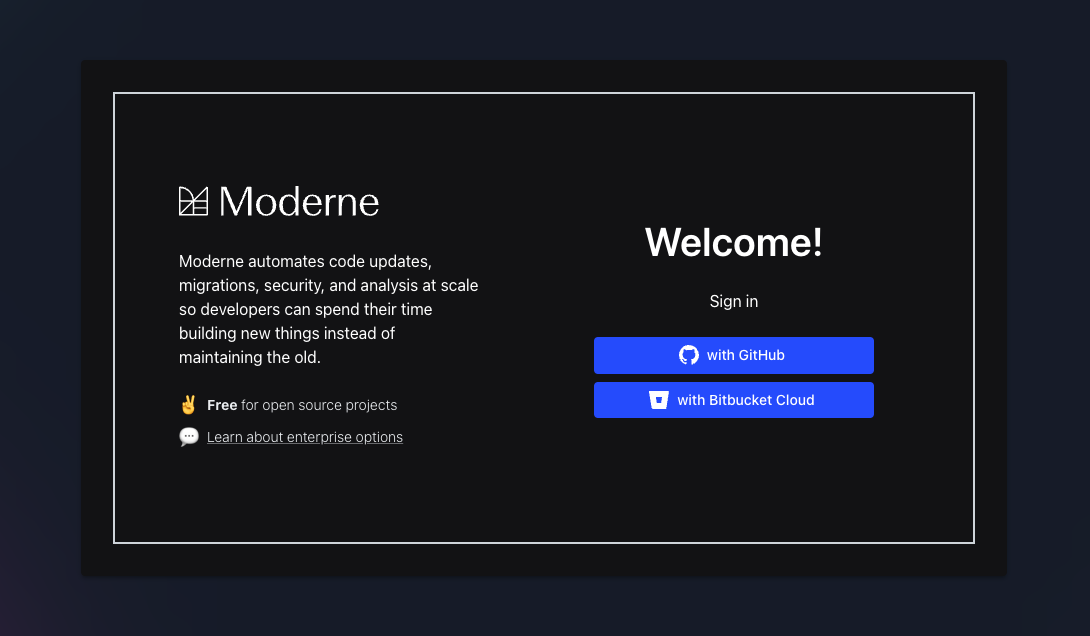 Moderne
Moderne automates code updates,
migrations, security, and analysis at scale
so developers can spend their time
building new things instead of
maintaining the old.
Free for open source projects
Learn about enterprise options
Welcome!
Sign in
with GitHub
with Bitbucket Cloud